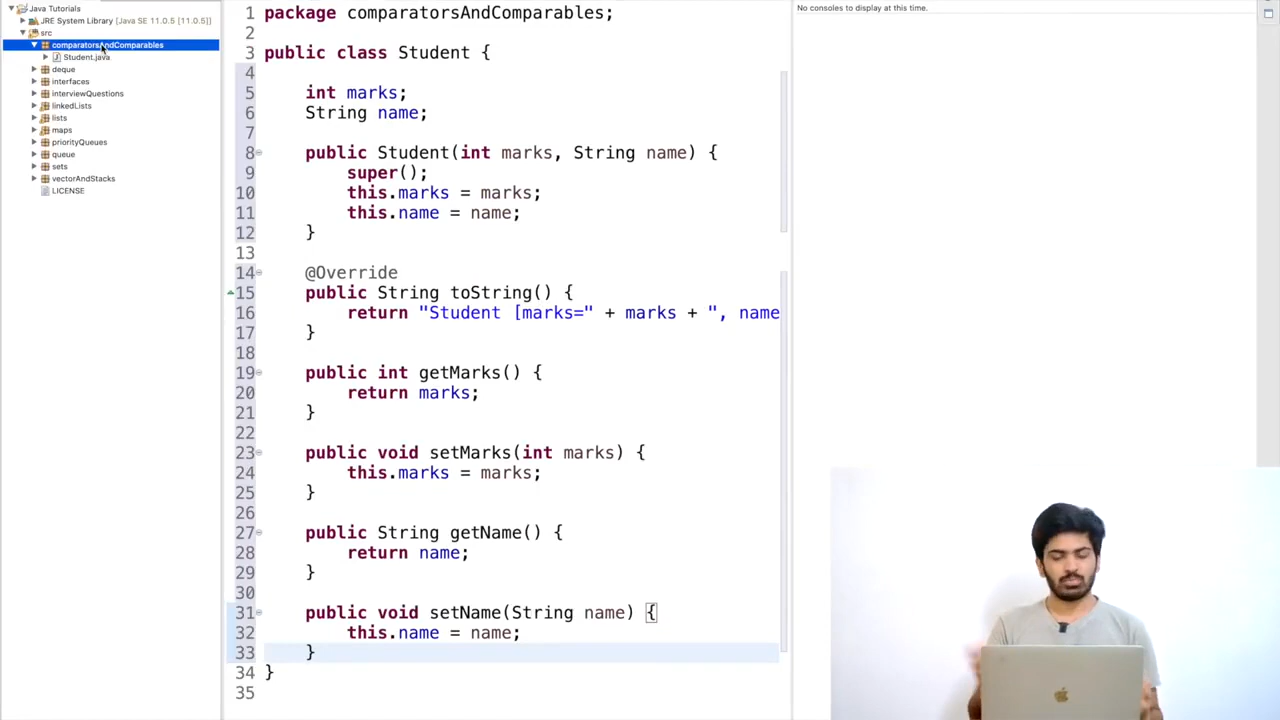 Java Tutorials
JRE System Library [Java SE 11.0.5 [11.0.5]]
src
comparatorsAndComparables
Student.java
deque
interfaces
interviewQuestions
linkedLists
lists
maps
priorityQueues
queue
sets
vectorAndStacks
LICENSE
1 package comparatorsAndComparables;
2
3 public class Student {
4
5 int marks;
6 String name;
7
8 public Student(int marks, String name) {
9 super();
10 this.marks = marks;
11 this.name = name;
12 }
13
14 @Override
15 public String toString() {
16 return "Student [marks=" + marks + ", name
17 }
18
19 public int getMarks() {
20 return marks;
21 }
22
23 public void setMarks(int marks) {
24 this.marks = marks;
25 }
26
27 public String getName() {
28 return name;
29 }
30
31 public void setName(String name) {
32 this.name = name;
33 }
34 }
35
No consoles to display at this time.